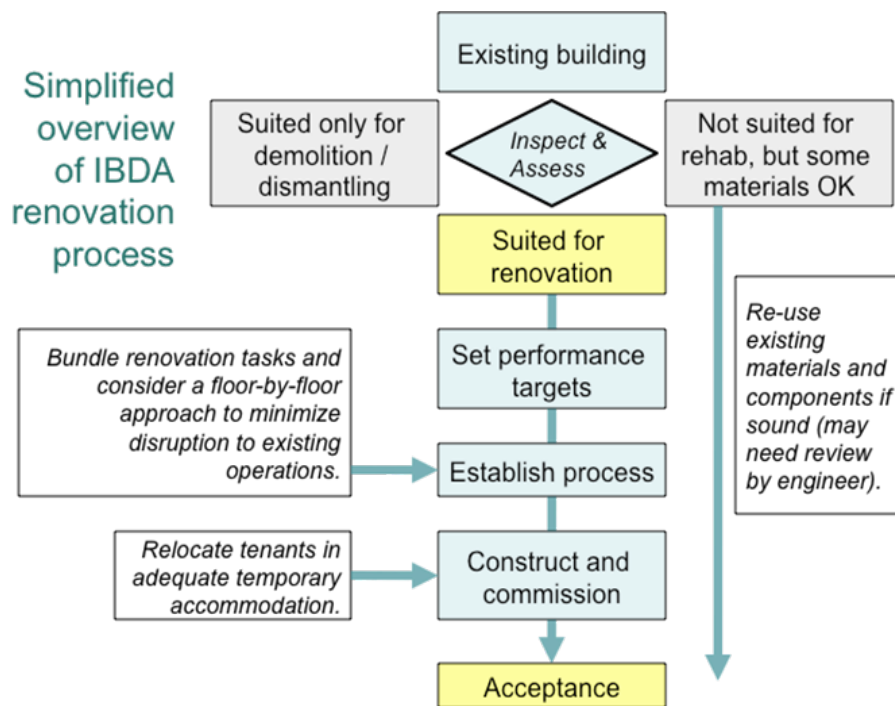 Simplified
overview
of IBDA
renovation
process
Existing building
Suited only for
demolition /
dismantling
Inspect &
Assess
Not suited for
rehab, but some
materials OK
Suited for
renovation
Bundle renovation tasks and
consider a floor-by-floor
approach to minimize
disruption to existing
operations.
Set performance
targets
Re-use
existing
materials and
components if
sound (may
need review
by engineer).
Establish process
Relocate tenants in
adequate temporary
accommodation.
Construct and
commission
Acceptance